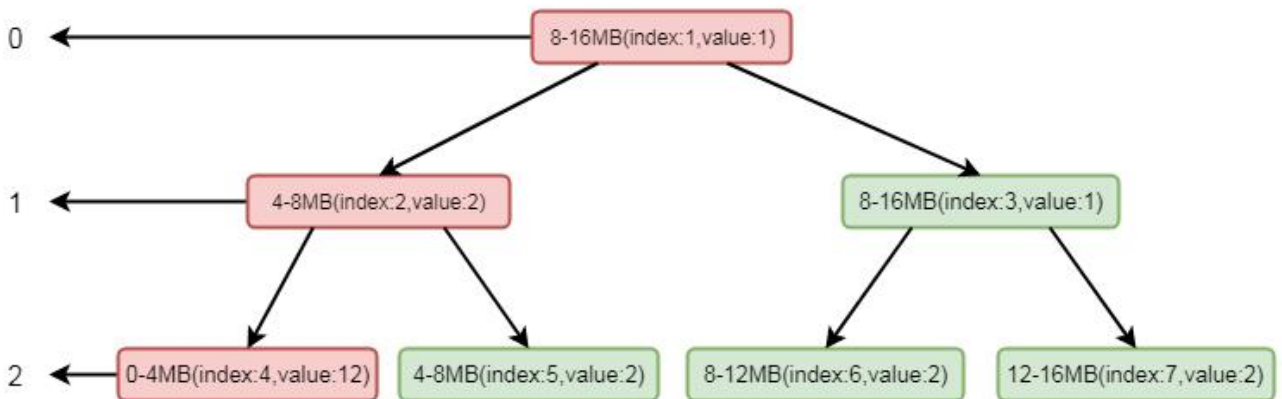 0
8-16MB(index:1,value:1)
1
4-8MB(index:2,value:2)
8-16MB(index:3,value:1)
2
0-4MB(index:4,value:12)
4-8MB(index:5,value:2)
8-12MB(index:6,value:2)
12-16MB(index:7,value:2)